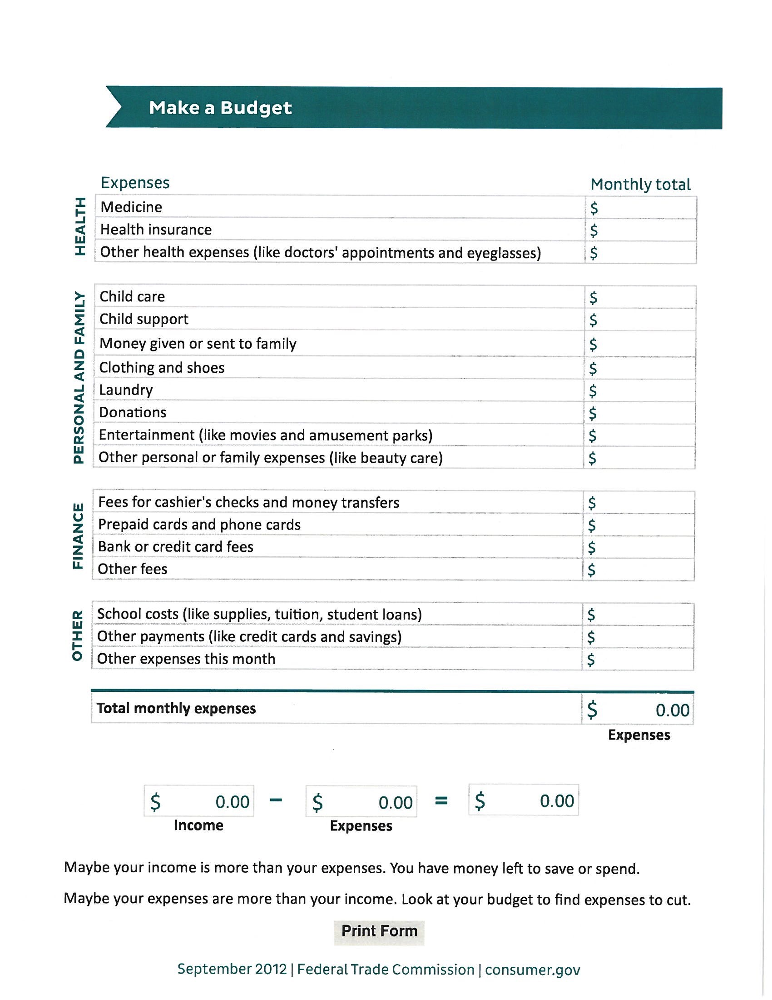 Make a Budget
Expenses Monthly total
HEALTH
Medicine $
Health insurance $
Other health expenses (like doctors' appointments and eyeglasses) $
PERSONAL AND FAMILY
Child care $
Child support $
Money given or sent to family $
Clothing and shoes $
Laundry $
Donations $
Entertainment (like movies and amusement parks) $
Other personal or family expenses (like beauty care) $
FINANCE
Fees for cashier's checks and money transfers $
Prepaid cards and phone cards $
Bank or credit card fees $
Other fees $
OTHER
School costs (like supplies, tuition, student loans) $
Other payments (like credit cards and savings) $
Other expenses this month $
Total monthly expenses $ 0.00
Expenses
$ 0.00 – $ 0.00 = $ 0.00
Income Expenses
Maybe your income is more than your expenses. You have money left to save or spend.
Maybe your expenses are more than your income. Look at your budget to find expenses to cut.
Print Form
September 2012 | Federal Trade Commission | consumer.gov